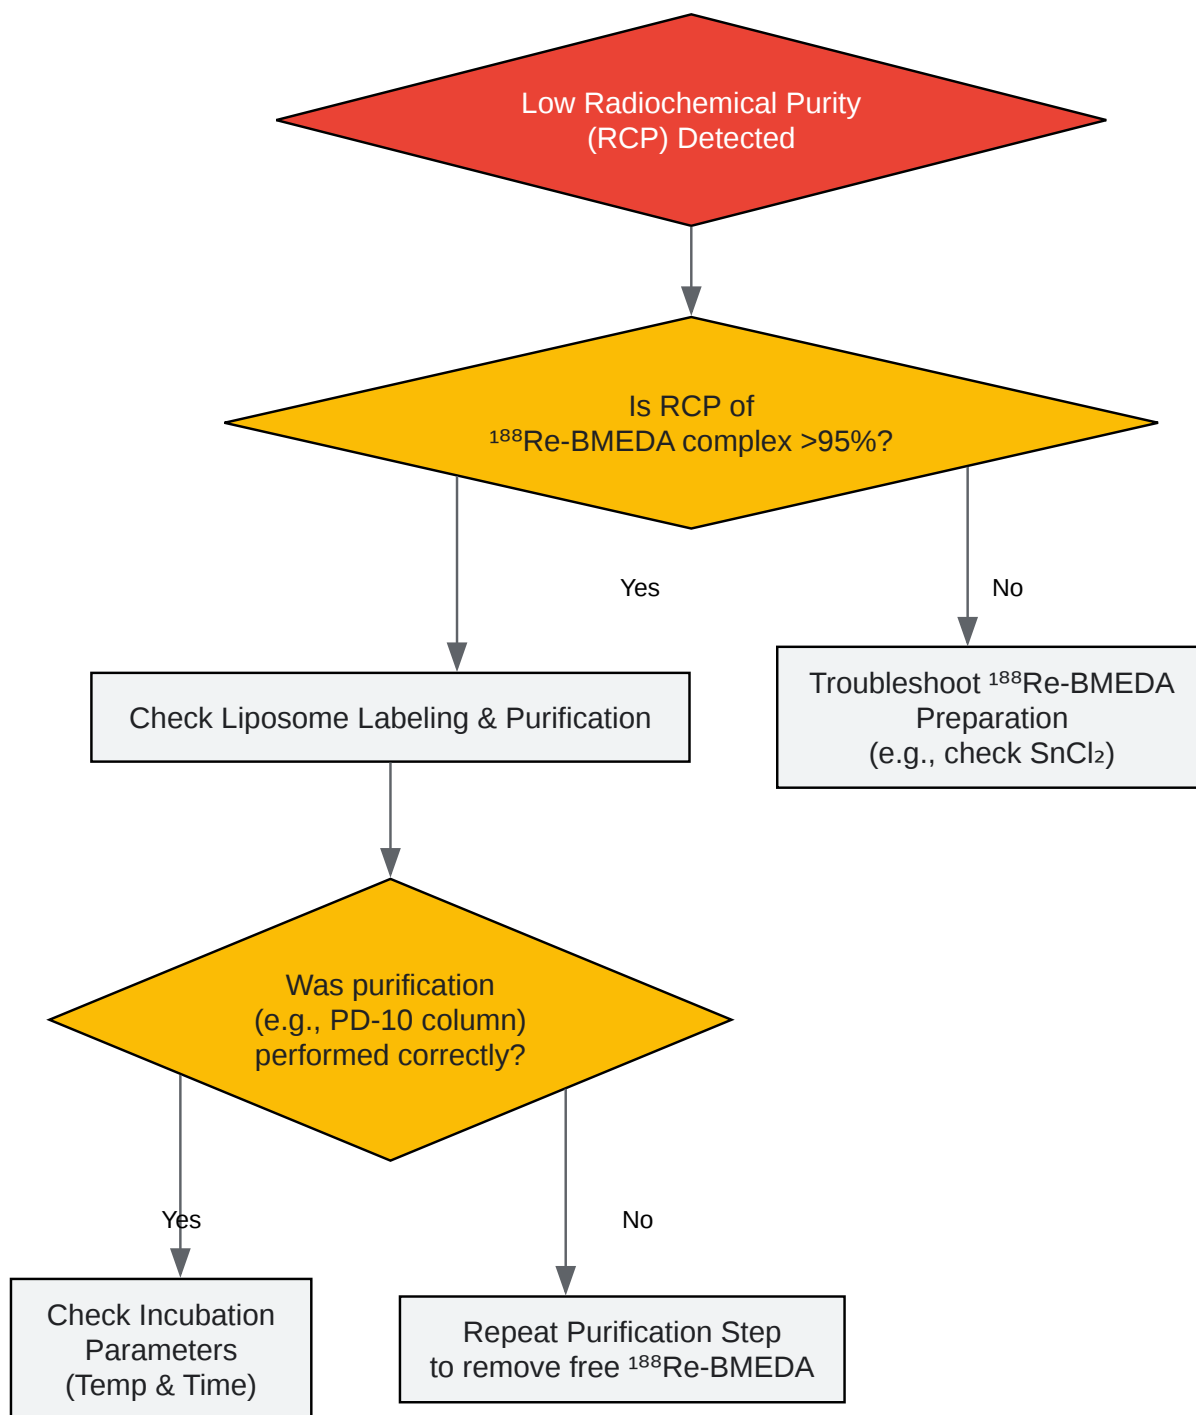 Low Radiochemical Purity
(RCP) Detected
Is RCP of
¹⁸⁸Re-BMEDA complex >95%?
Yes
No
Check Liposome Labeling & Purification
Troubleshoot ¹⁸⁸Re-BMEDA
Preparation
(e.g., check SnCl₂)
Was purification
(e.g., PD-10 column)
performed correctly?
Yes
No
Check Incubation
Parameters
(Temp & Time)
Repeat Purification Step
to remove free ¹⁸⁸Re-BMEDA